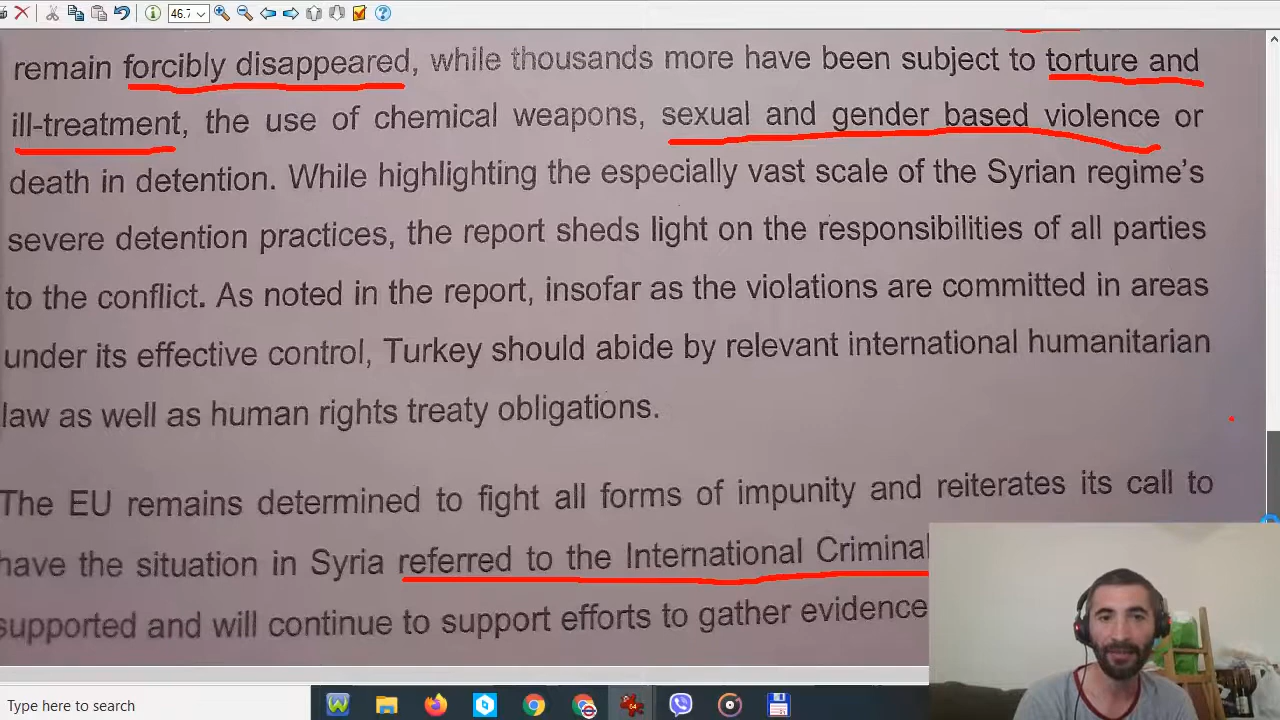 46.7
remain forcibly disappeared, while thousands more have been subject to torture and
ill-treatment, the use of chemical weapons, sexual and gender based violence or
death in detention. While highlighting the especially vast scale of the Syrian regime's
severe detention practices, the report sheds light on the responsibilities of all parties
to the conflict. As noted in the report, insofar as the violations are committed in areas
under its effective control, Turkey should abide by relevant international humanitarian
law as well as human rights treaty obligations.
The EU remains determined to fight all forms of impunity and reiterates its call to
have the situation in Syria referred to the International Criminal
supported and will continue to support efforts to gather evidence
Type here to search
64